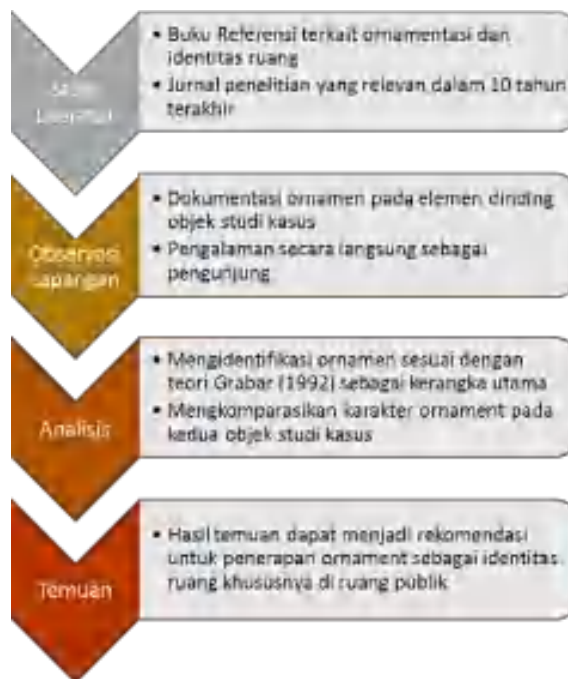 Studi
Literatur
• Buku Referensi terkait ornamentasi dan
identitas ruang
• Jurnal penelitian yang relevan dalam 10 tahun
terakhir
Observasi
Lapangan
• Dokumentasi ornamen pada elemen dinding
objek studi kasus
• Pengalaman secara langsung sebagai
pengunjung
Analisis
• Mengidentifikasi ornamen sesuai dengan
teori Grabar (1992) sebagai kerangka utama
• Mengkomparasikan karakter ornament pada
kedua objek studi kasus
Temuan
• Hasil temuan dapat menjadi rekomendasi
untuk penerapan ornament sebagai identitas
ruang khususnya di ruang publik